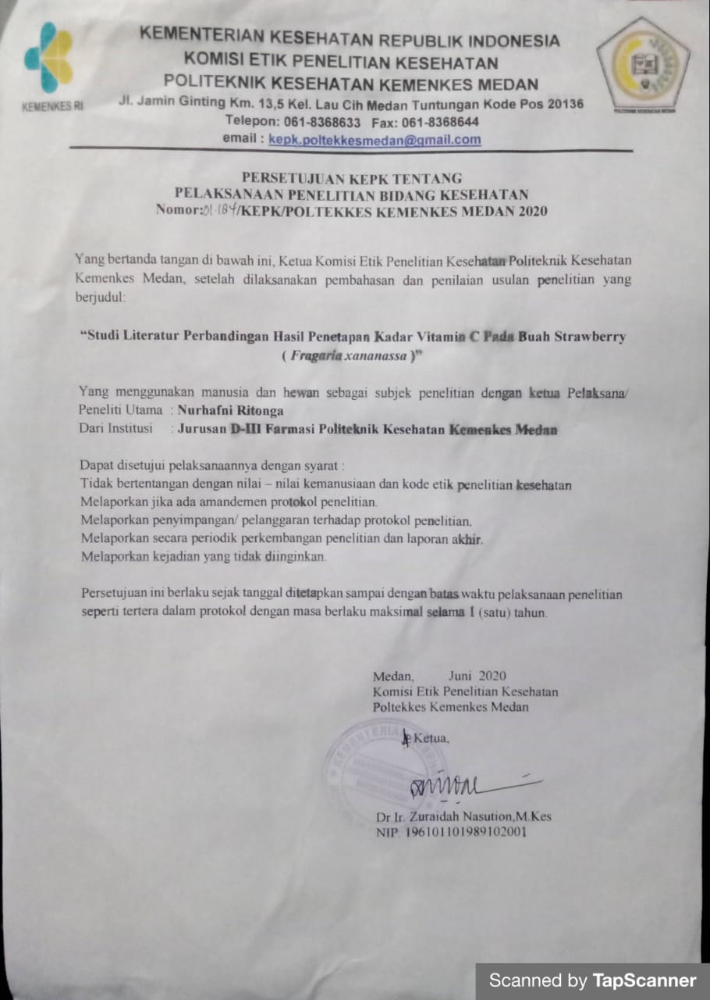 KEMENTERIAN KESEHATAN REPUBLIK INDONESIA
KOMISI ETIK PENELITIAN KESEHATAN
POLITEKNIK KESEHATAN KEMENKES MEDAN
KEMENKES RI
POLITEKNIK KESEHATAN MEDAN
Jl. Jamin Ginting Km. 13,5 Kel. Lau Cih Medan Tuntungan Kode Pos 20136
Telepon: 061-8368633 Fax: 061-8368644
email : kepk.poltekkesmedan@gmail.com
PERSETUJUAN KEPK TENTANG
PELAKSANAAN PENELITIAN BIDANG KESEHATAN
Nomor:01.184/KEPK/POLTEKKES KEMENKES MEDAN 2020
Yang bertanda tangan di bawah ini, Ketua Komisi Etik Penelitian Kesehatan Politeknik Kesehatan
Kemenkes Medan, setelah dilaksanakan pembahasan dan penilaian usulan penelitian yang
berjudul:
“Studi Literatur Perbandingan Hasil Penetapan Kadar Vitamin C Pada Buah Strawberry
( Fragaria xananassa )”
Yang menggunakan manusia dan hewan sebagai subjek penelitian dengan ketua Pelaksana/
Peneliti Utama : Nurhafni Ritonga
Dari Institusi : Jurusan D-III Farmasi Politeknik Kesehatan Kemenkes Medan
Dapat disetujui pelaksanaannya dengan syarat :
Tidak bertentangan dengan nilai – nilai kemanusiaan dan kode etik penelitian kesehatan
Melaporkan jika ada amandemen protokol penelitian.
Melaporkan penyimpangan/ pelanggaran terhadap protokol penelitian.
Melaporkan secara periodik perkembangan penelitian dan laporan akhir.
Melaporkan kejadian yang tidak diinginkan.
Persetujuan ini berlaku sejak tanggal ditetapkan sampai dengan batas waktu pelaksanaan penelitian
seperti tertera dalam protokol dengan masa berlaku maksimal selama 1 (satu) tahun.
Medan, Juni 2020
Komisi Etik Penelitian Kesehatan
Poltekkes Kemenkes Medan
Ketua,
Dr.Ir. Zuraidah Nasution,M.Kes
NIP. 196101101989102001
Scanned by TapScanner